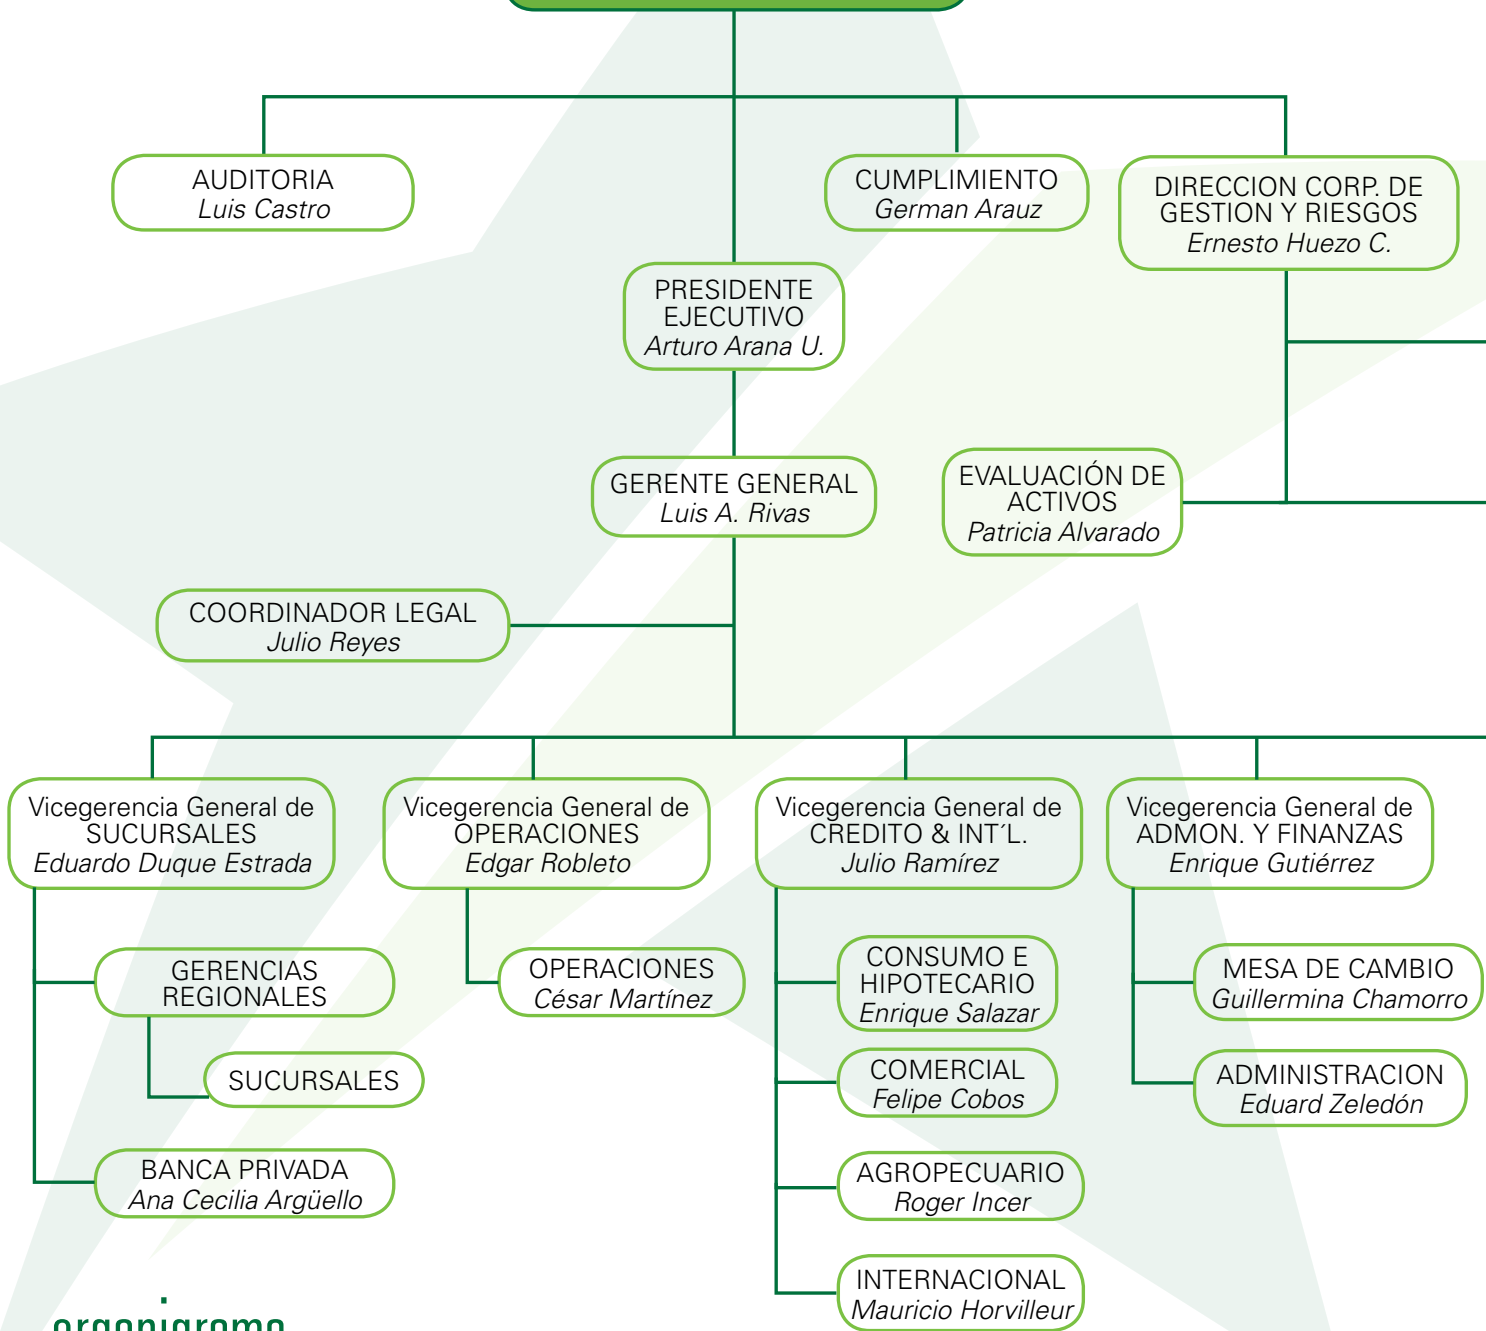 AUDITORIA
Luis Castro
CUMPLIMIENTO
German Arauz
DIRECCION CORP. DE
GESTION Y RIESGOS
Ernesto Huezo C.
PRESIDENTE
EJECUTIVO
Arturo Arana U.
GERENTE GENERAL
Luis A. Rivas
EVALUACIÓN DE
ACTIVOS
Patricia Alvarado
COORDINADOR LEGAL
Julio Reyes
Vicegerencia General de
SUCURSALES
Eduardo Duque Estrada
Vicegerencia General de
OPERACIONES
Edgar Robleto
Vicegerencia General de
CREDITO & INT´L.
Julio Ramírez
Vicegerencia General de
ADMON. Y FINANZAS
Enrique Gutiérrez
GERENCIAS
REGIONALES
SUCURSALES
BANCA PRIVADA
Ana Cecilia Argüello
OPERACIONES
César Martínez
CONSUMO E
HIPOTECARIO
Enrique Salazar
COMERCIAL
Felipe Cobos
AGROPECUARIO
Roger Incer
INTERNACIONAL
Mauricio Horvilleur
MESA DE CAMBIO
Guillermina Chamorro
ADMINISTRACION
Eduard Zeledón
organigrama